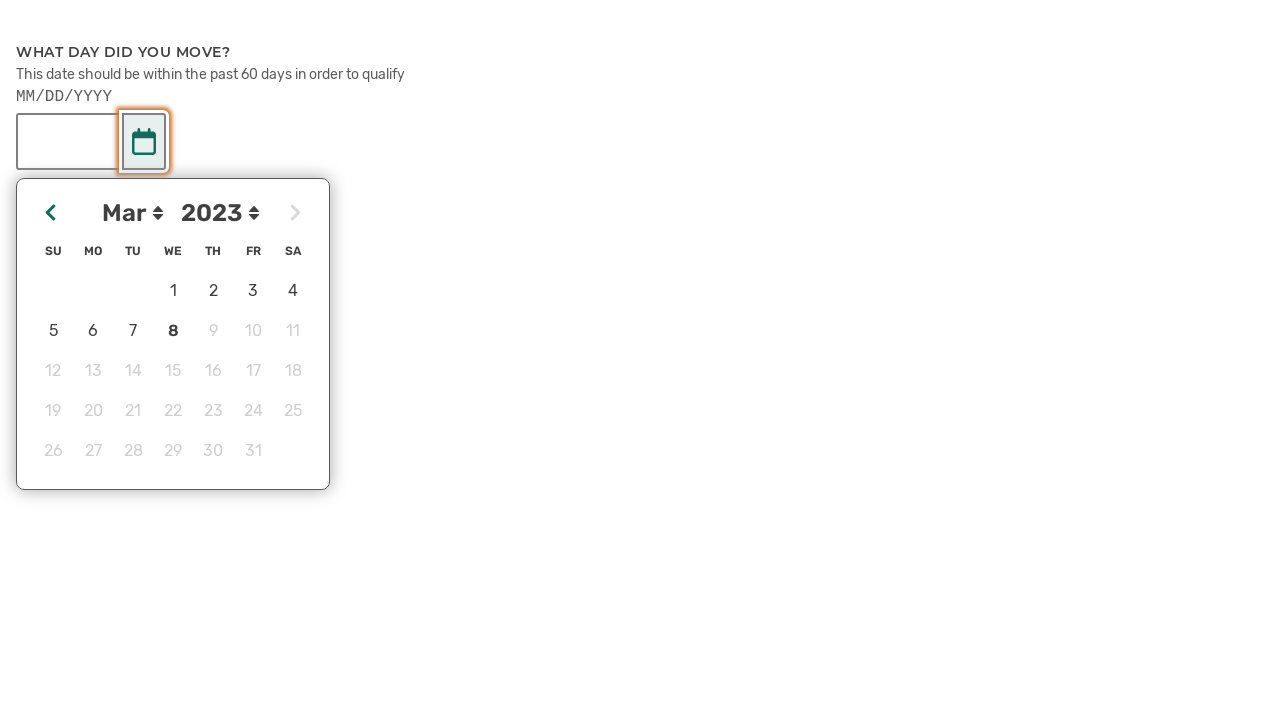 WHAT DAY DID YOU MOVE?
This date should be within the past 60 days in order to qualify
MM/DD/YYYY
Mar 2023
SU MO TU WE TH FR SA
1 2 3 4
5 6 7 8 9 10 11
12 13 14 15 16 17 18
19 20 21 22 23 24 25
26 27 28 29 30 31